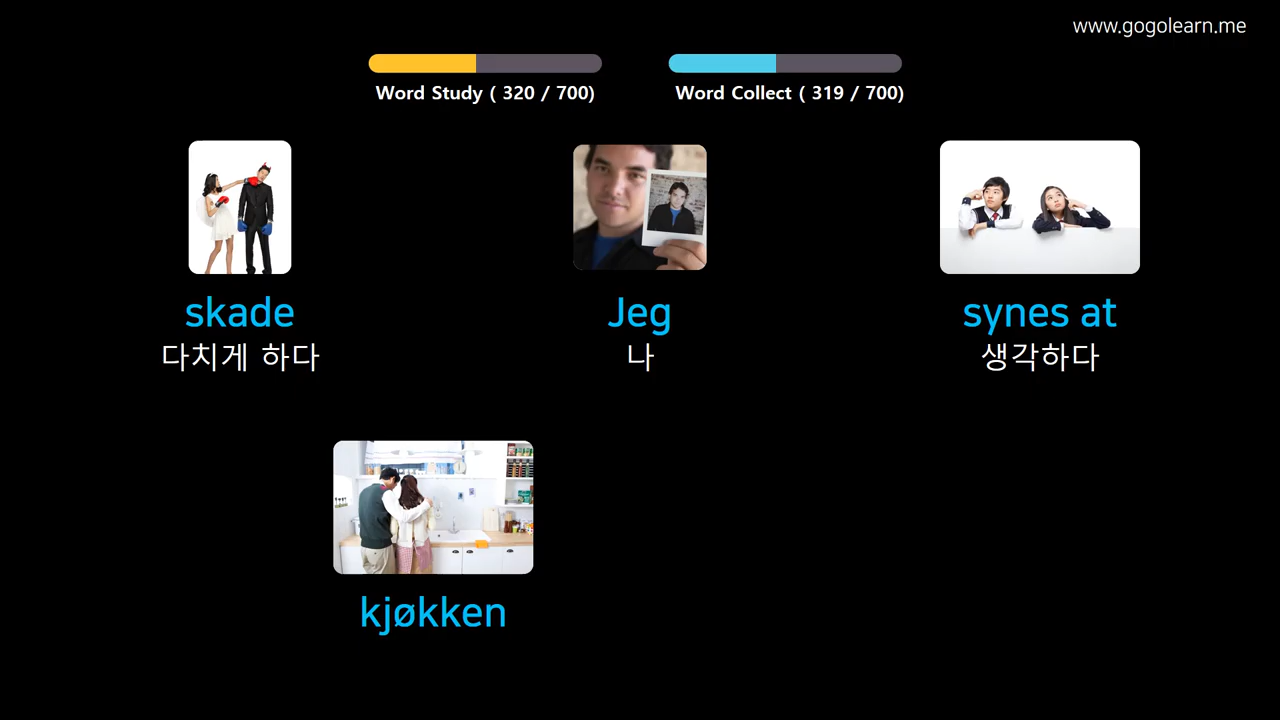 www.gogolearn.me
Word Study ( 320 / 700)
Word Collect ( 319 / 700)
skade
다치게 하다
Jeg
나
synes at
생각하다
kjøkken